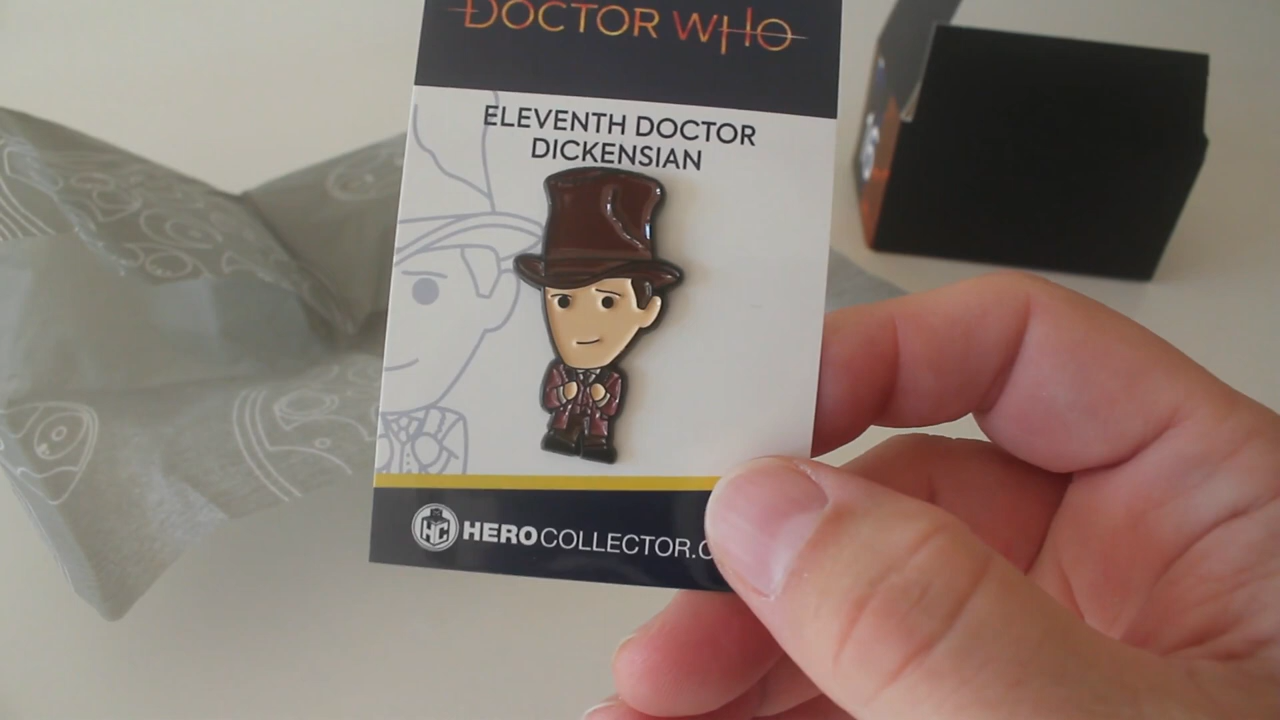 DOCTOR WHO
ELEVENTH DOCTOR
DICKENSIAN
HC HEROCOLLECTOR.